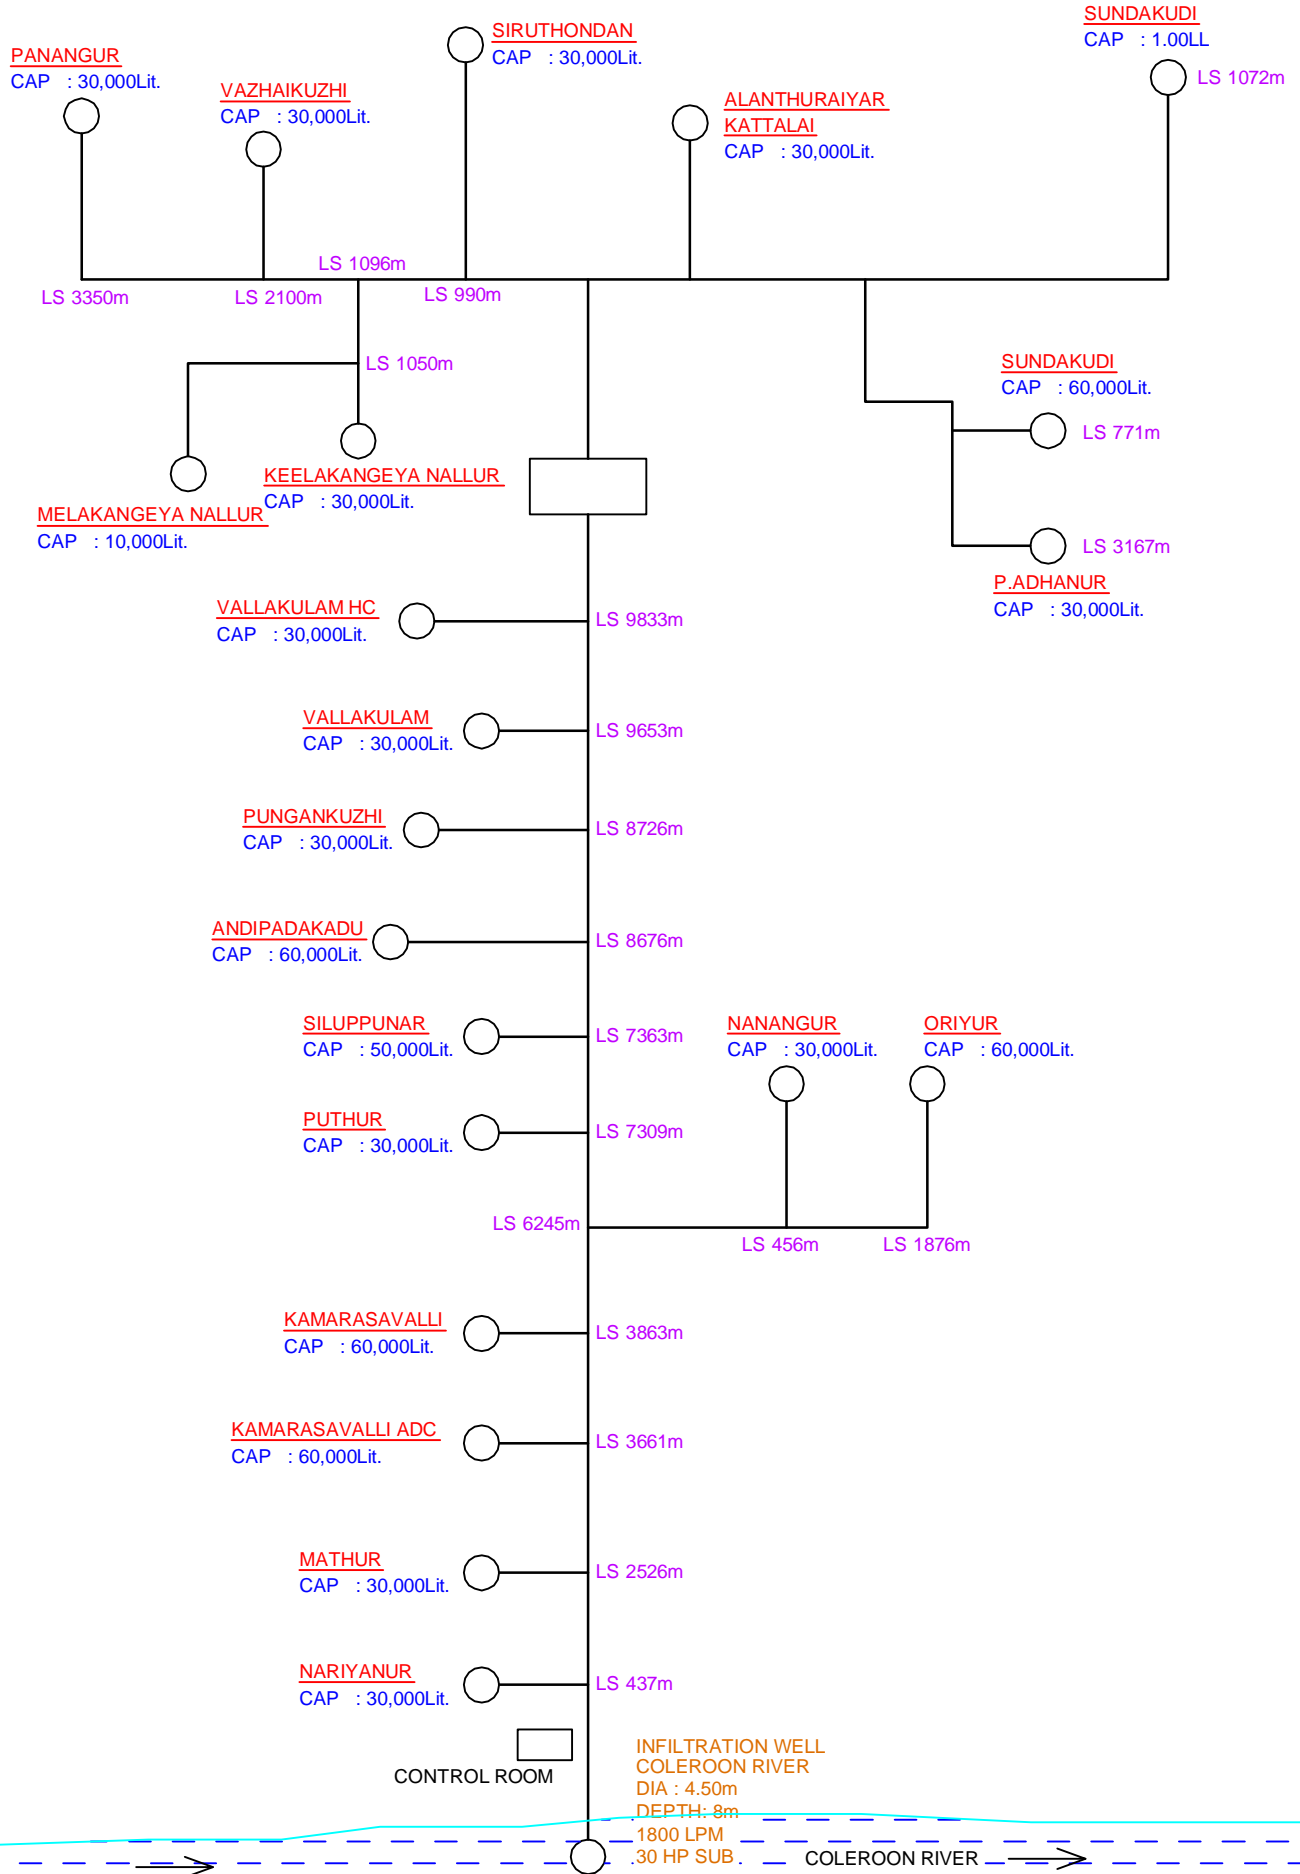 SUNDAKUDI
CAP : 1.00LL
LS 1072m
SIRUTHONDAN
CAP : 30,000Lit.
PANANGUR
CAP : 30,000Lit.
VAZHAIKUZHI
CAP : 30,000Lit.
ALANTHURAIYAR
KATTALAI
CAP : 30,000Lit.
LS 1096m
LS 3350m
LS 2100m
LS 990m
LS 1050m
SUNDAKUDI
CAP : 60,000Lit.
LS 771m
KEELAKANGEYA NALLUR
CAP : 30,000Lit.
MELAKANGEYA NALLUR
CAP : 10,000Lit.
LS 3167m
P.ADHANUR
CAP : 30,000Lit.
VALLAKULAM HC
CAP : 30,000Lit.
LS 9833m
VALLAKULAM
CAP : 30,000Lit.
LS 9653m
PUNGANKUZHI
CAP : 30,000Lit.
LS 8726m
ANDIPADAKADU
CAP : 60,000Lit.
LS 8676m
SILUPPUNAR
CAP : 50,000Lit.
LS 7363m
NANANGUR
CAP : 30,000Lit.
ORIYUR
CAP : 60,000Lit.
PUTHUR
CAP : 30,000Lit.
LS 7309m
LS 6245m
LS 456m
LS 1876m
KAMARASAVALLI
CAP : 60,000Lit.
LS 3863m
KAMARASAVALLI ADC
CAP : 60,000Lit.
LS 3661m
MATHUR
CAP : 30,000Lit.
LS 2526m
NARIYANUR
CAP : 30,000Lit.
LS 437m
CONTROL ROOM
INFILTRATION WELL
COLEROON RIVER
DIA : 4.50m
DEPTH: 8m
1800 LPM
30 HP SUB
COLEROON RIVER